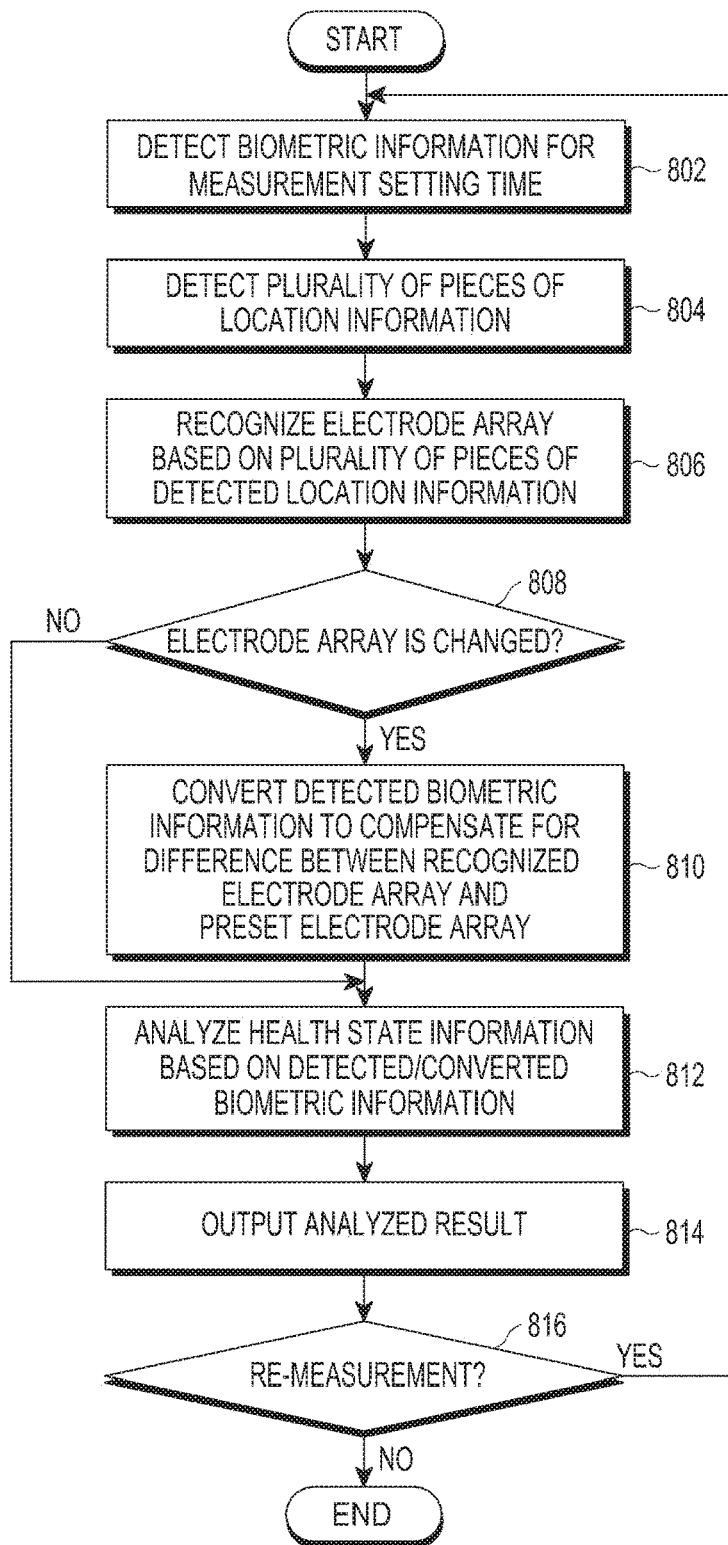 START
DETECT BIOMETRIC INFORMATION FOR
MEASUREMENT SETTING TIME
802
DETECT PLURALITY OF PIECES OF
LOCATION INFORMATION
804
RECOGNIZE ELECTRODE ARRAY
BASED ON PLURALITY OF PIECES OF
DETECTED LOCATION INFORMATION
806
808
NO
ELECTRODE ARRAY IS CHANGED?
YES
CONVERT DETECTED BIOMETRIC
INFORMATION TO COMPENSATE FOR
DIFFERENCE BETWEEN RECOGNIZED
ELECTRODE ARRAY AND
PRESET ELECTRODE ARRAY
810
ANALYZE HEALTH STATE INFORMATION
BASED ON DETECTED/CONVERTED
BIOMETRIC INFORMATION
812
OUTPUT ANALYZED RESULT
814
816
RE-MEASUREMENT?
YES
NO
END